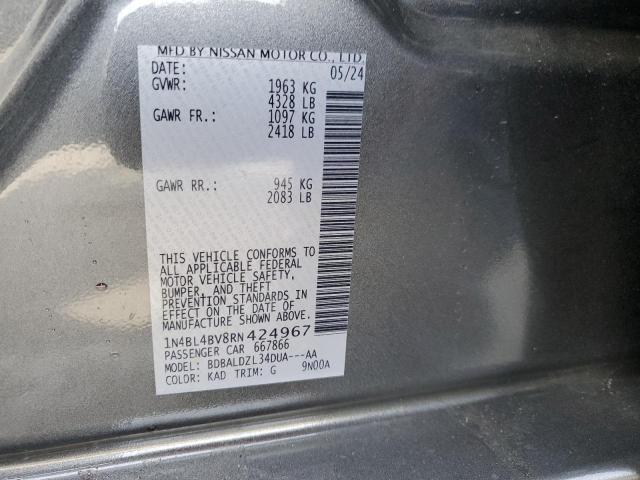 MFD BY NISSAN MOTOR CO., LTD.
DATE: 05/24
GVWR: 1963 KG
4328 LB
GAWR FR.: 1097 KG
2418 LB
GAWR RR.: 945 KG
2083 LB
THIS VEHICLE CONFORMS TO
ALL APPLICABLE FEDERAL
MOTOR VEHICLE SAFETY,
BUMPER, AND THEFT
PREVENTION STANDARDS IN
EFFECT ON THE DATE OF
MANUFACTURE SHOWN ABOVE.
1N4BL4BV8RN424967
PASSENGER CAR 667866
MODEL: BDBALDZL34DUA---AA
COLOR: KAD TRIM: G 9N00A